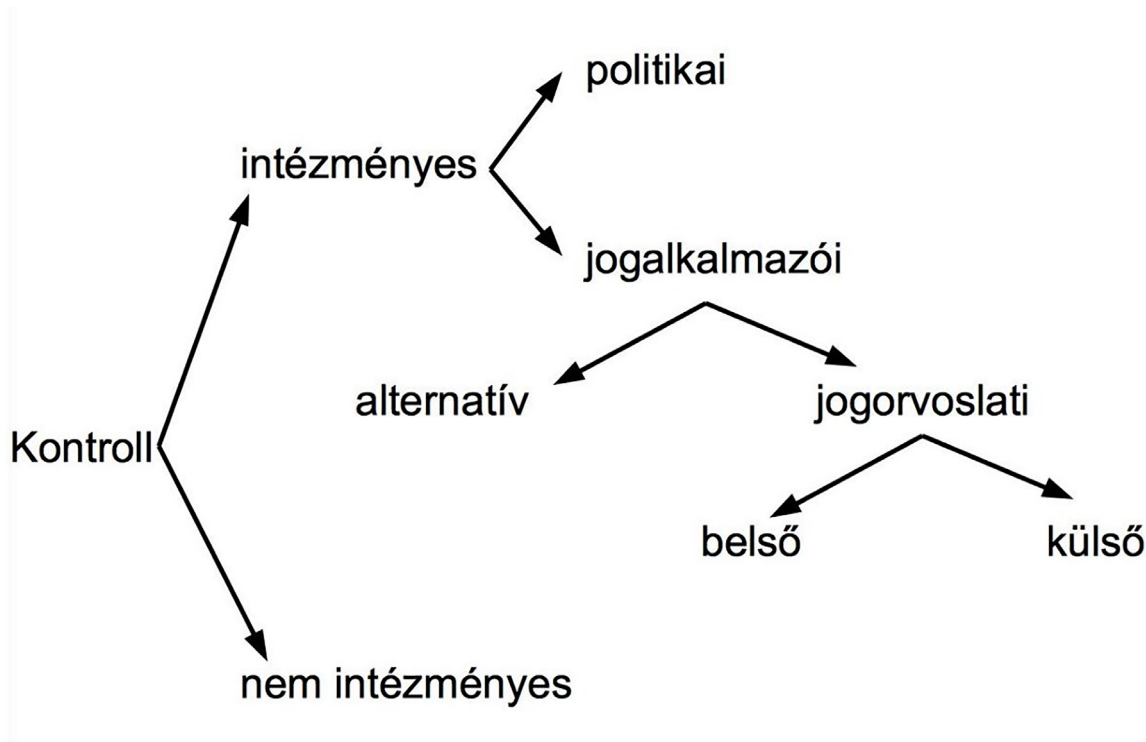 politikai
intézményes
jogalkalmazói
alternatív
jogorvoslati
Kontroll
belső
külső
nem intézményes